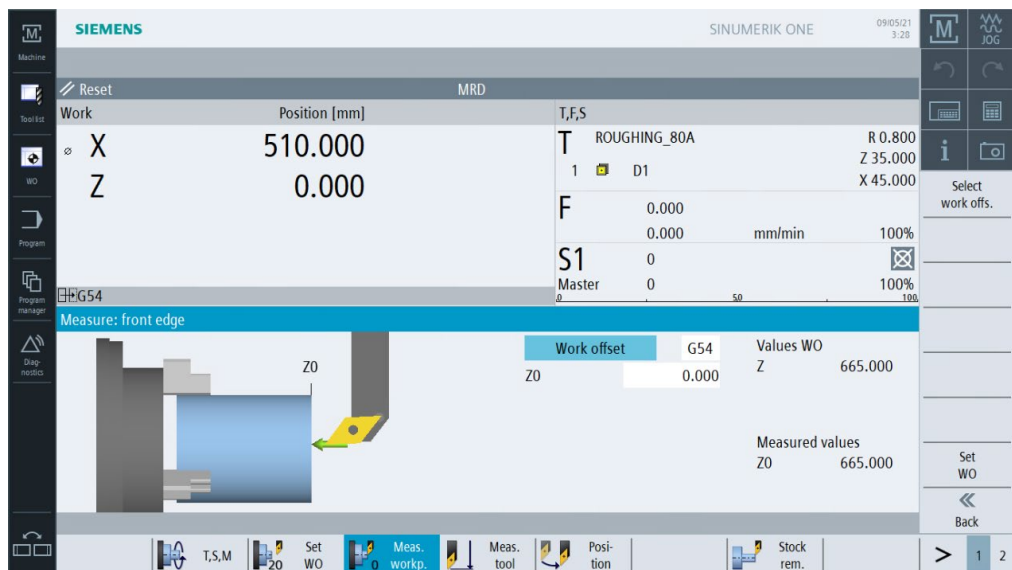 SIEMENS
SINUMERIK ONE
09/05/21
3:28
M
JOG
Machine
Reset
MRD
Tool list
Work
Position [mm]
T,F,S
⌀ X 510.000
Z 0.000
T ROUGHING_80A R 0.800
Z 35.000
1 D1
X 45.000
WO
Select
work offs.
F 0.000
0.000 mm/min 100%
Program
S1 0
Master 0 100%
0 50 100
G54
Program
manager
Measure: front edge
Diag-
nostics
Z0
Work offset G54
Z0 0.000
Values WO
Z 665.000
Measured values
Z0 665.000
Set
WO
Back
T,S,M
20
Set
WO
0
Meas.
workp.
Meas.
tool
Posi-
tion
Stock
rem.
> 1 2